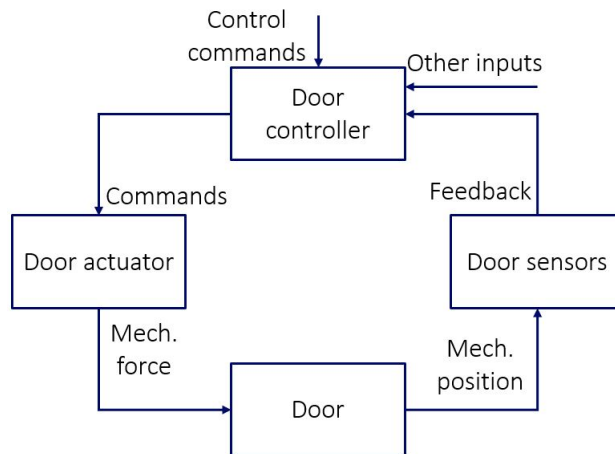 Control
commands
Other inputs
Door
controller
Commands
Feedback
Door actuator
Door sensors
Mech.
force
Mech.
position
Door